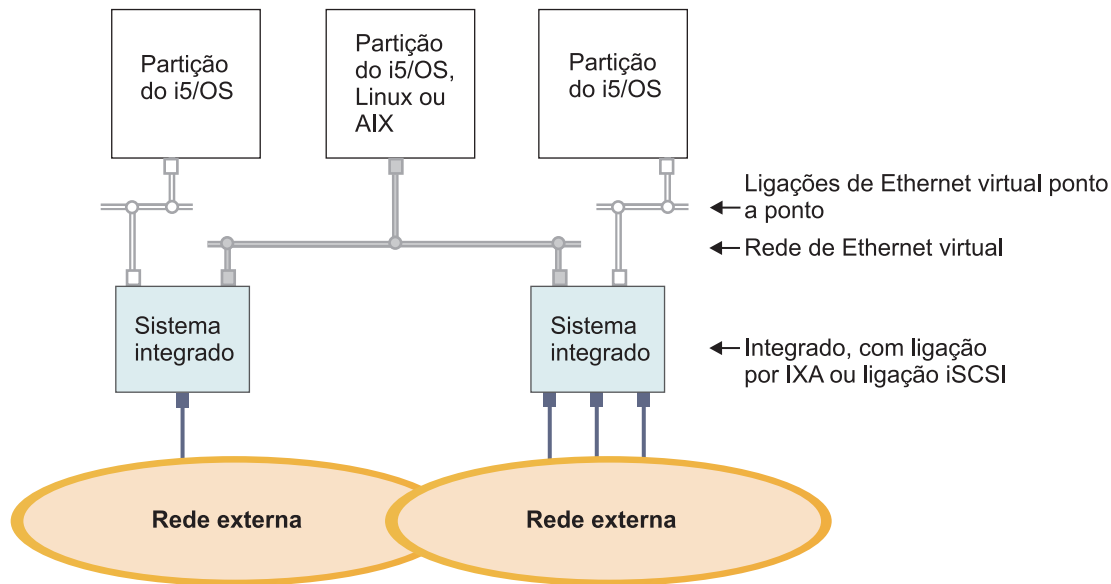 Partição
do i5/OS
Partição
do i5/OS,
Linux ou
AIX
Partição
do i5/OS
Ligações de Ethernet virtual ponto
a ponto
Rede de Ethernet virtual
Sistema
integrado
Sistema
integrado
Integrado, com ligação
por IXA ou ligação iSCSI
Rede externa
Rede externa